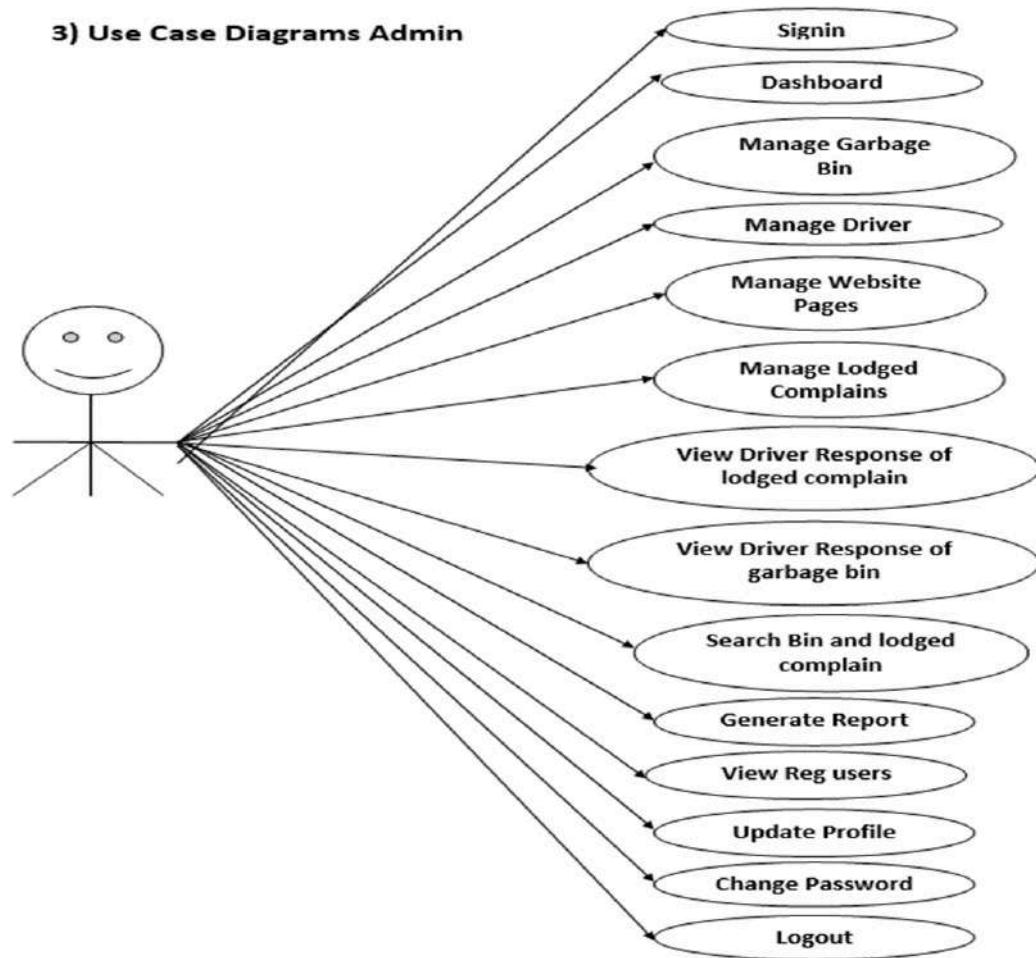 3) Use Case Diagrams Admin
Signin
Dashboard
Manage Garbage
Bin
Manage Driver
Manage Website
Pages
Manage Lodged
Complains
View Driver Response of
lodged complain
View Driver Response of
garbage bin
Search Bin and lodged
complain
Generate Report
View Reg users
Update Profile
Change Password
Logout